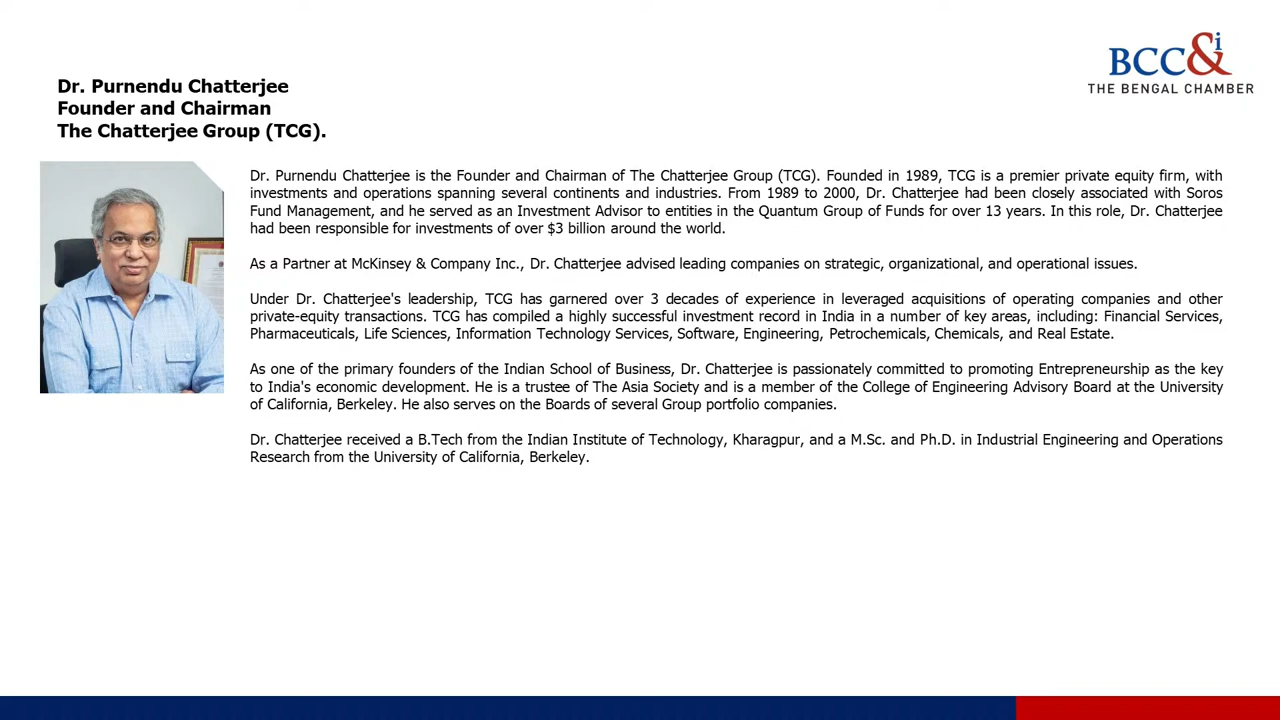 BCC&i
THE BENGAL CHAMBER
Dr. Purnendu Chatterjee
Founder and Chairman
The Chatterjee Group (TCG).
Dr. Purnendu Chatterjee is the Founder and Chairman of The Chatterjee Group (TCG). Founded in 1989, TCG is a premier private equity firm, with
investments and operations spanning several continents and industries. From 1989 to 2000, Dr. Chatterjee had been closely associated with Soros
Fund Management, and he served as an Investment Advisor to entities in the Quantum Group of Funds for over 13 years. In this role, Dr. Chatterjee
had been responsible for investments of over $3 billion around the world.
As a Partner at McKinsey & Company Inc., Dr. Chatterjee advised leading companies on strategic, organizational, and operational issues.
Under Dr. Chatterjee's leadership, TCG has garnered over 3 decades of experience in leveraged acquisitions of operating companies and other
private-equity transactions. TCG has compiled a highly successful investment record in India in a number of key areas, including: Financial Services,
Pharmaceuticals, Life Sciences, Information Technology Services, Software, Engineering, Petrochemicals, Chemicals, and Real Estate.
As one of the primary founders of the Indian School of Business, Dr. Chatterjee is passionately committed to promoting Entrepreneurship as the key
to India's economic development. He is a trustee of The Asia Society and is a member of the College of Engineering Advisory Board at the University
of California, Berkeley. He also serves on the Boards of several Group portfolio companies.
Dr. Chatterjee received a B.Tech from the Indian Institute of Technology, Kharagpur, and a M.Sc. and Ph.D. in Industrial Engineering and Operations
Research from the University of California, Berkeley.